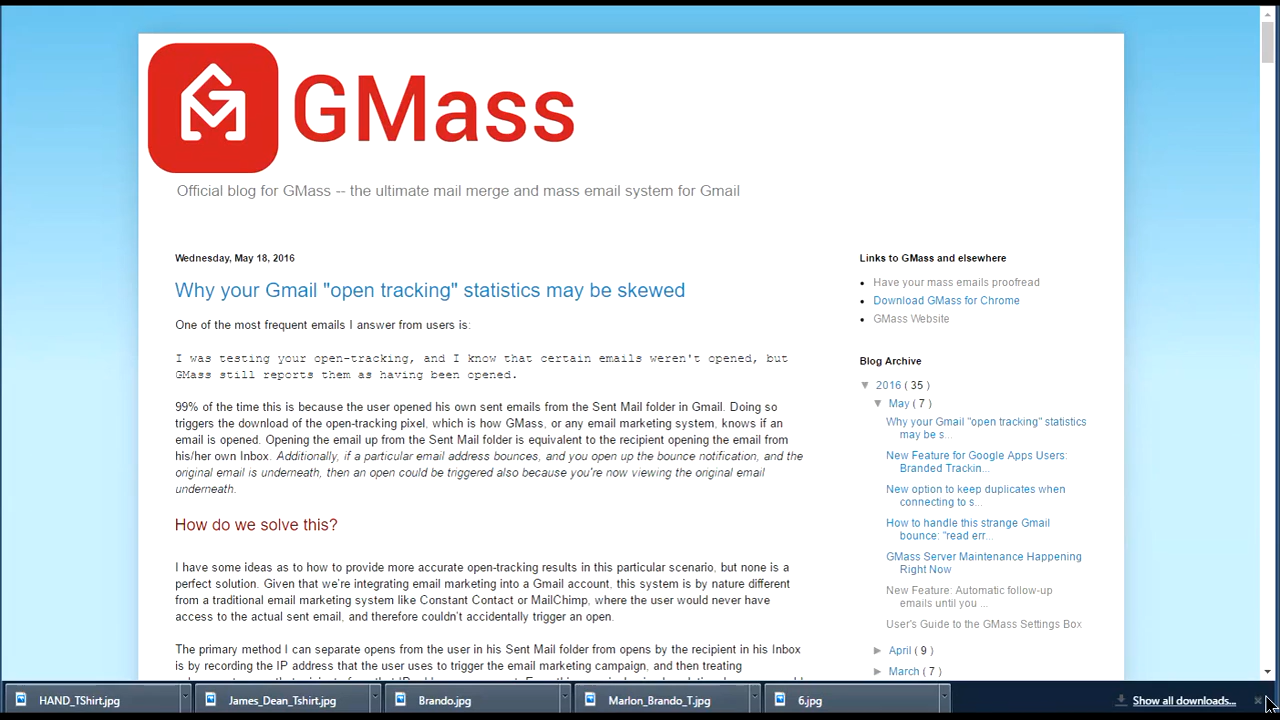 GMass
Official blog for GMass -- the ultimate mail merge and mass email system for Gmail
Wednesday, May 18, 2016
Why your Gmail "open tracking" statistics may be skewed
One of the most frequent emails I answer from users is:
I was testing your open-tracking, and I know that certain emails weren't opened, but
GMass still reports them as having been opened.
99% of the time this is because the user opened his own sent emails from the Sent Mail folder in Gmail. Doing so
triggers the download of the open-tracking pixel, which is how GMass, or any email marketing system, knows if an
email is opened. Opening the email up from the Sent Mail folder is equivalent to the recipient opening the email from
his/her own Inbox. Additionally, if a particular email address bounces, and you open up the bounce notification, and the
original email is underneath, then an open could be triggered also because you're now viewing the original email
underneath.
How do we solve this?
I have some ideas as to how to provide more accurate open-tracking results in this particular scenario, but none is a
perfect solution. Given that we're integrating email marketing into a Gmail account, this system is by nature different
from a traditional email marketing system like Constant Contact or MailChimp, where the user would never have
access to the actual sent email, and therefore couldn't accidentally trigger an open.
The primary method I can separate opens from the user in his Sent Mail folder from opens by the recipient in his Inbox
is by recording the IP address that the user uses to trigger the email marketing campaign, and then treating
Links to GMass and elsewhere
Have your mass emails proofread
Download GMass for Chrome
GMass Website
Blog Archive
▼ 2016 ( 35 )
▼ May ( 7 )
Why your Gmail "open tracking" statistics
may be s...
New Feature for Google Apps Users:
Branded Trackin...
New option to keep duplicates when
connecting to s...
How to handle this strange Gmail
bounce: "read err...
GMass Server Maintenance Happening
Right Now
New Feature: Automatic follow-up
emails until you ...
User's Guide to the GMass Settings Box
► April ( 9 )
► March ( 7 )
HAND_TShirt.jpg
James_Dean_Tshirt.jpg
Brando.jpg
Marlon_Brando_T.jpg
6.jpg
Show all downloads...